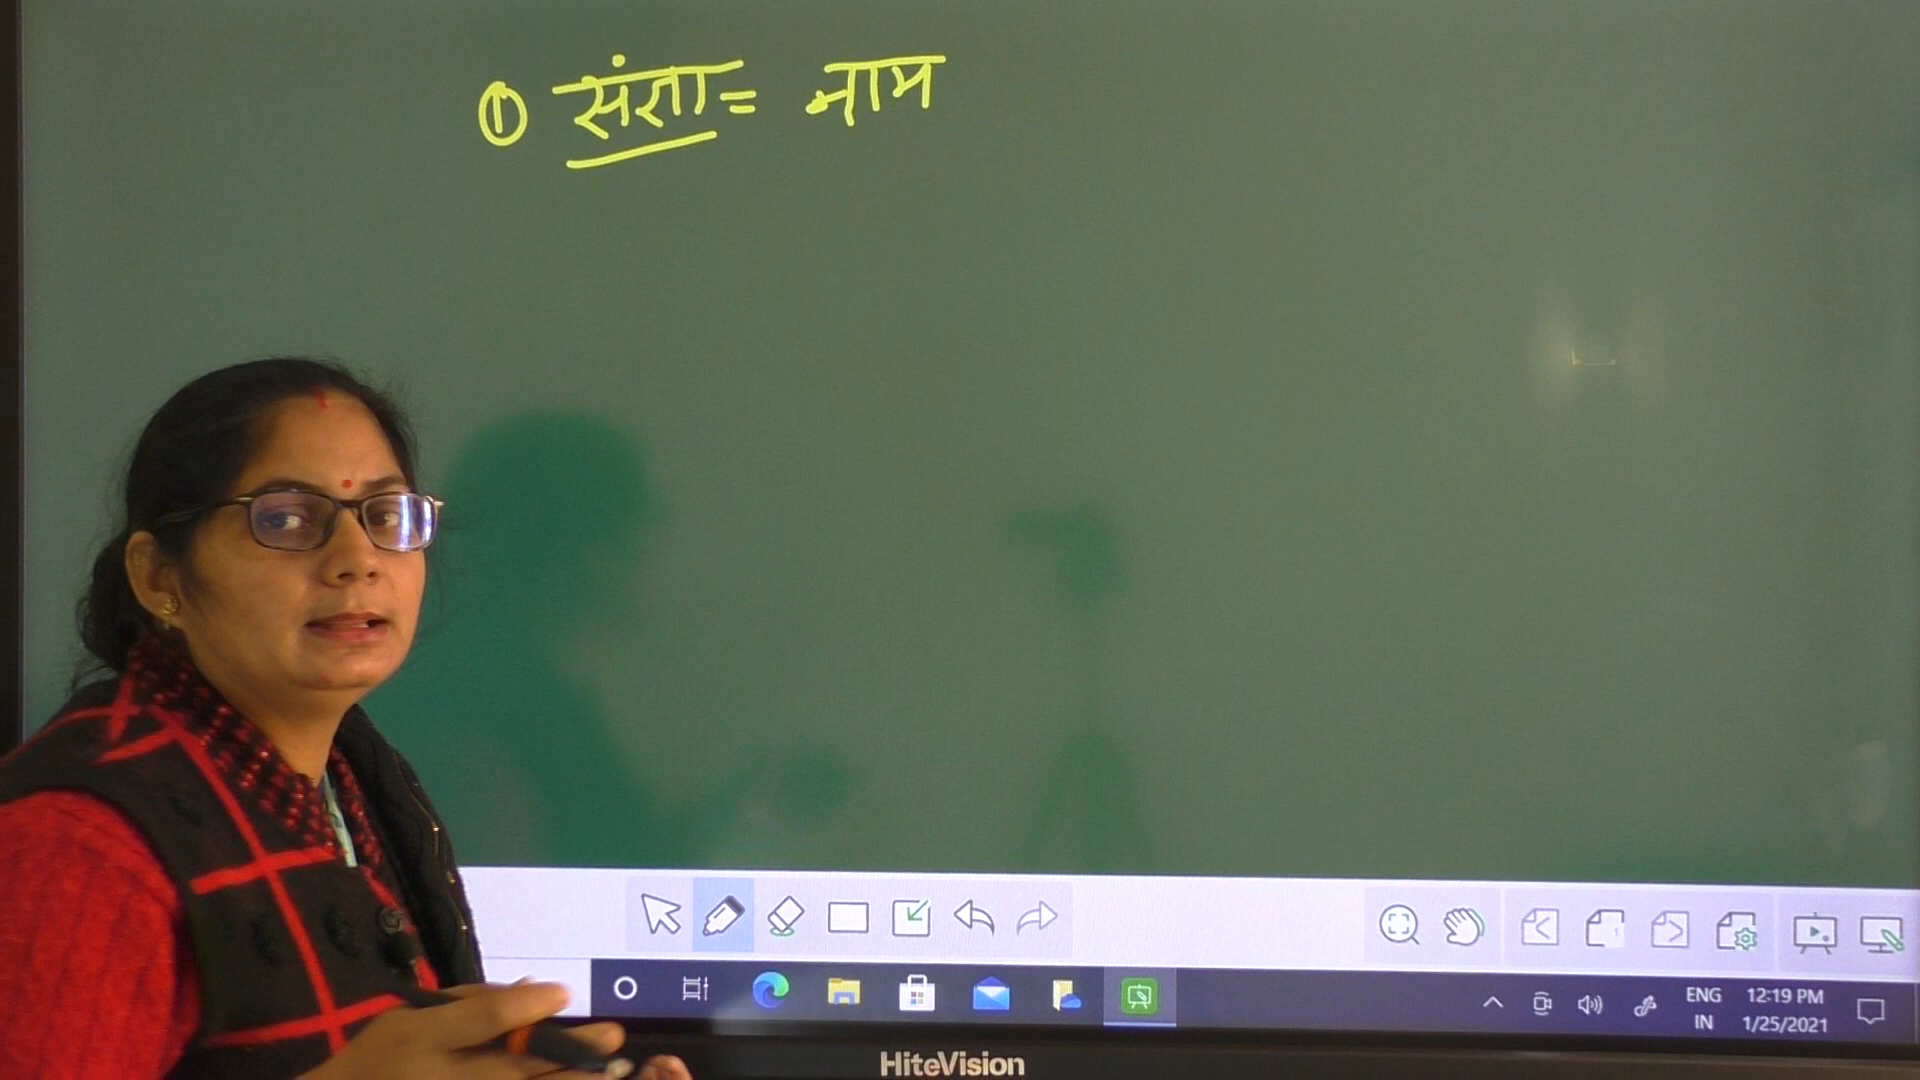 ① संज्ञा = नाम
ENG
IN
12:19 PM
1/25/2021
HiteVision